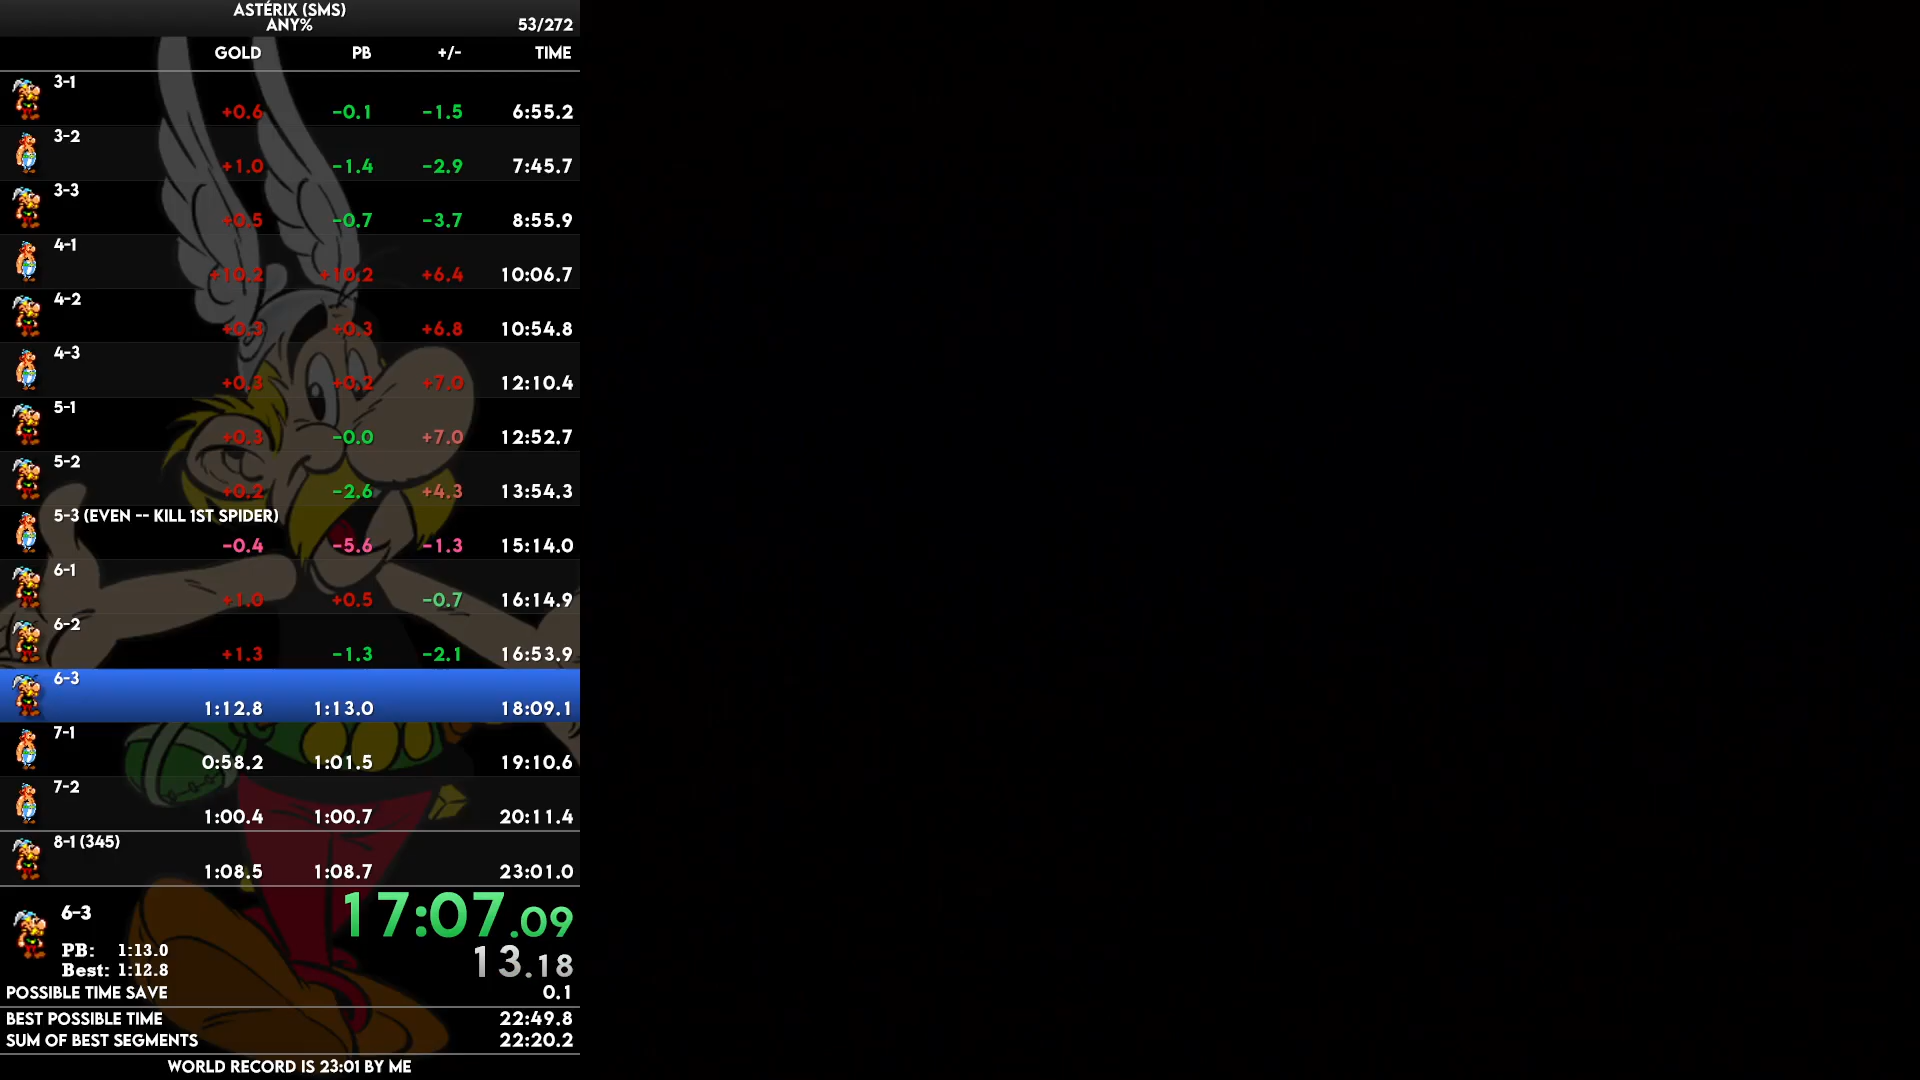 ASTÉRIX (SMS)
ANY% 53/272
GOLD PB +/- TIME
3-1
+0.6 -0.1 -1.5 6:55.2
3-2
+1.0 -1.4 -2.9 7:45.7
3-3
+0.5 -0.7 -3.7 8:55.9
4-1
+10.2 +10.2 +6.4 10:06.7
4-2
+0.3 +0.3 +6.8 10:54.8
4-3
+0.3 +0.2 +7.0 12:10.4
5-1
+0.3 -0.0 +7.0 12:52.7
5-2
+0.2 -2.6 +4.3 13:54.3
5-3 (EVEN -- KILL 1ST SPIDER)
-0.4 -5.6 -1.3 15:14.0
6-1
+1.0 +0.5 -0.7 16:14.9
6-2
+1.3 -1.3 -2.1 16:53.9
6-3
1:12.8 1:13.0 18:09.1
7-1
0:58.2 1:01.5 19:10.6
7-2
1:00.4 1:00.7 20:11.4
8-1 (345)
1:08.5 1:08.7 23:01.0
6-3 17:07.09
PB: 1:13.0 13.18
Best: 1:12.8
POSSIBLE TIME SAVE 0.1
BEST POSSIBLE TIME 22:49.8
SUM OF BEST SEGMENTS 22:20.2
WORLD RECORD IS 23:01 BY ME